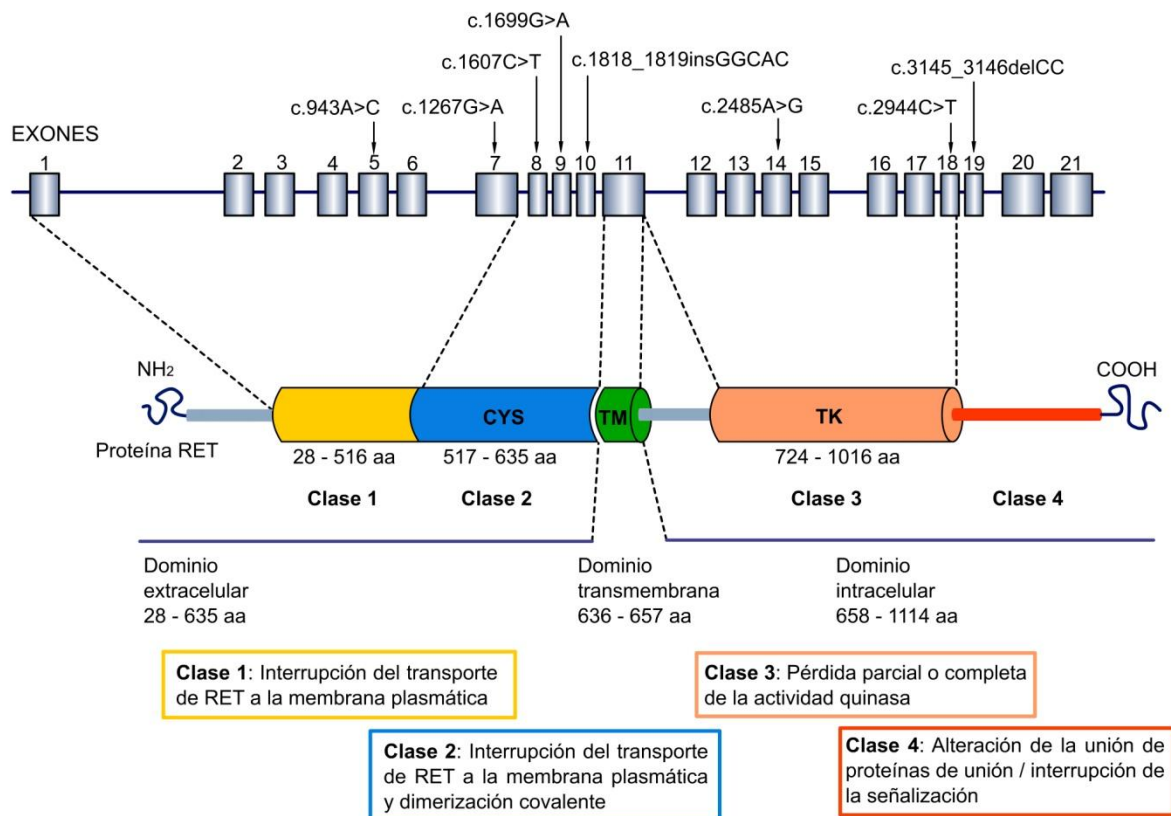 c.1699G>A
c.1607C>T
c.1818_1819insGGCAC
c.3145_3146delCC
c.943A>C
c.1267G>A
c.2485A>G
c.2944C>T
EXONES
1 2 3 4 5 6 7 8 9 10 11 12 13 14 15 16 17 18 19 20 21
NH2
COOH
CYS
TM
TK
Proteína RET
28 - 516 aa
517 - 635 aa
724 - 1016 aa
Clase 1
Clase 2
Clase 3
Clase 4
Dominio
extracelular
28 - 635 aa
Dominio
transmembrana
636 - 657 aa
Dominio
intracelular
658 - 1114 aa
Clase 1: Interrupción del transporte
de RET a la membrana plasmática
Clase 3: Pérdida parcial o completa
de la actividad quinasa
Clase 2: Interrupción del transporte
de RET a la membrana plasmática
y dimerización covalente
Clase 4: Alteración de la unión de
proteínas de unión / interrupción de
la señalización